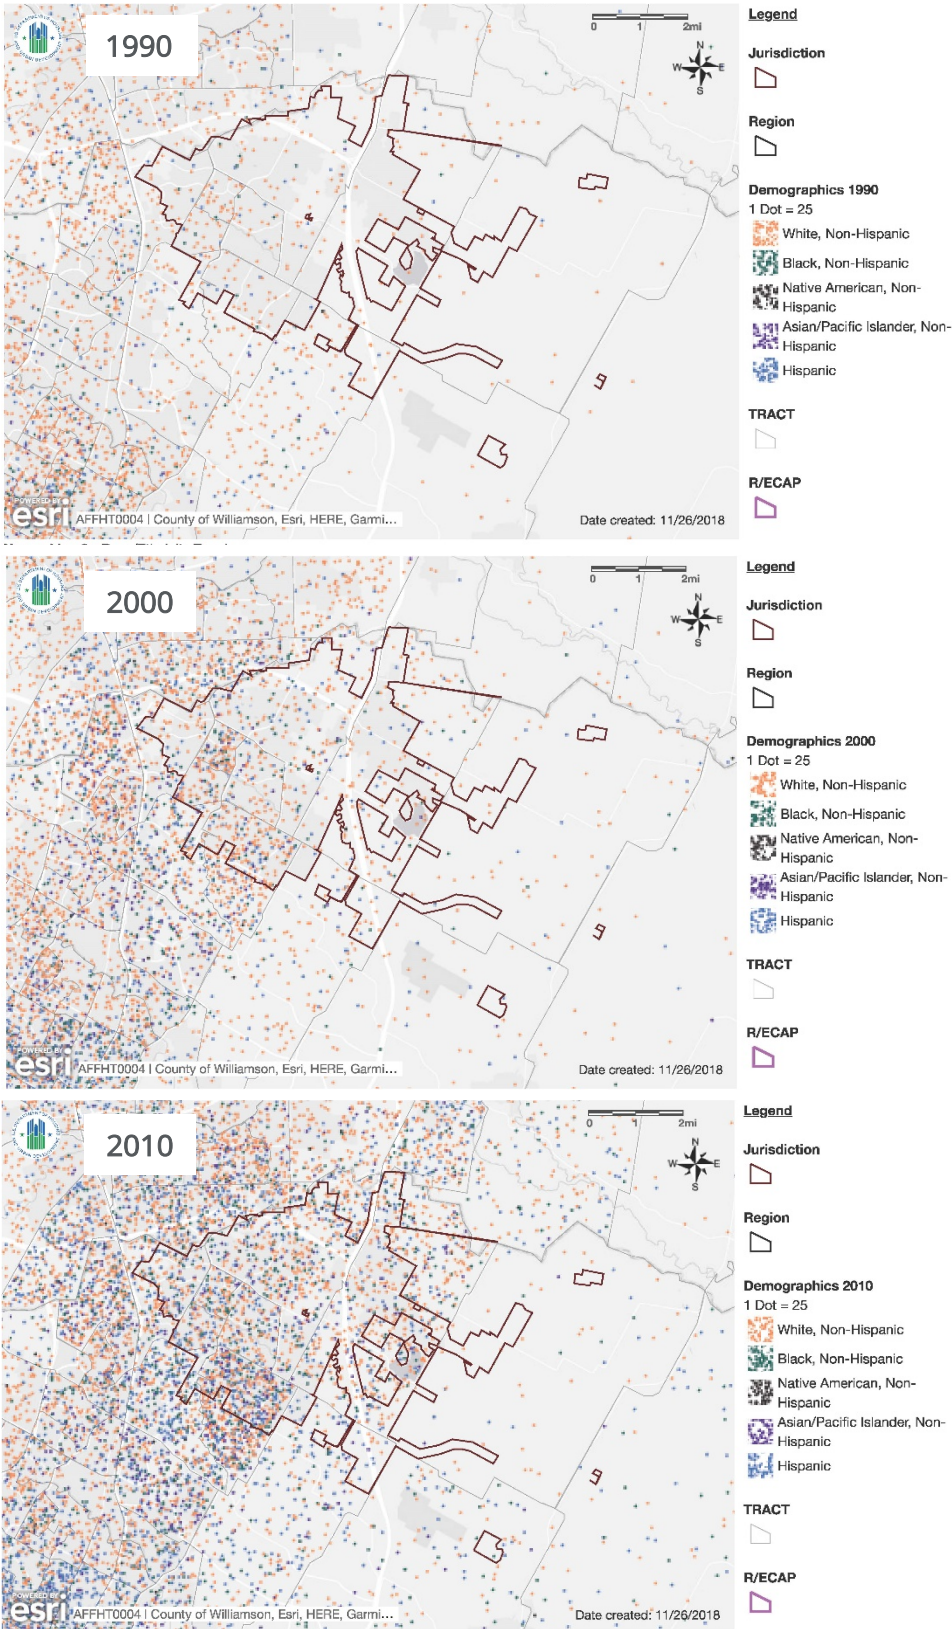 1990
0 1 2mi
N
W E
S
POWERED BY
esri
AFFHT0004 | County of Williamson, Esri, HERE, Garmi...
Date created: 11/26/2018
Legend
Jurisdiction
Region
Demographics 1990
1 Dot = 25
White, Non-Hispanic
Black, Non-Hispanic
Native American, Non-
Hispanic
Asian/Pacific Islander, Non-
Hispanic
Hispanic
TRACT
R/ECAP
2000
0 1 2mi
N
W E
S
POWERED BY
esri
AFFHT0004 | County of Williamson, Esri, HERE, Garmi...
Date created: 11/26/2018
Legend
Jurisdiction
Region
Demographics 2000
1 Dot = 25
White, Non-Hispanic
Black, Non-Hispanic
Native American, Non-
Hispanic
Asian/Pacific Islander, Non-
Hispanic
Hispanic
TRACT
R/ECAP
2010
0 1 2mi
N
W E
S
POWERED BY
esri
AFFHT0004 | County of Williamson, Esri, HERE, Garmi...
Date created: 11/26/2018
Legend
Jurisdiction
Region
Demographics 2010
1 Dot = 25
White, Non-Hispanic
Black, Non-Hispanic
Native American, Non-
Hispanic
Asian/Pacific Islander, Non-
Hispanic
Hispanic
TRACT
R/ECAP